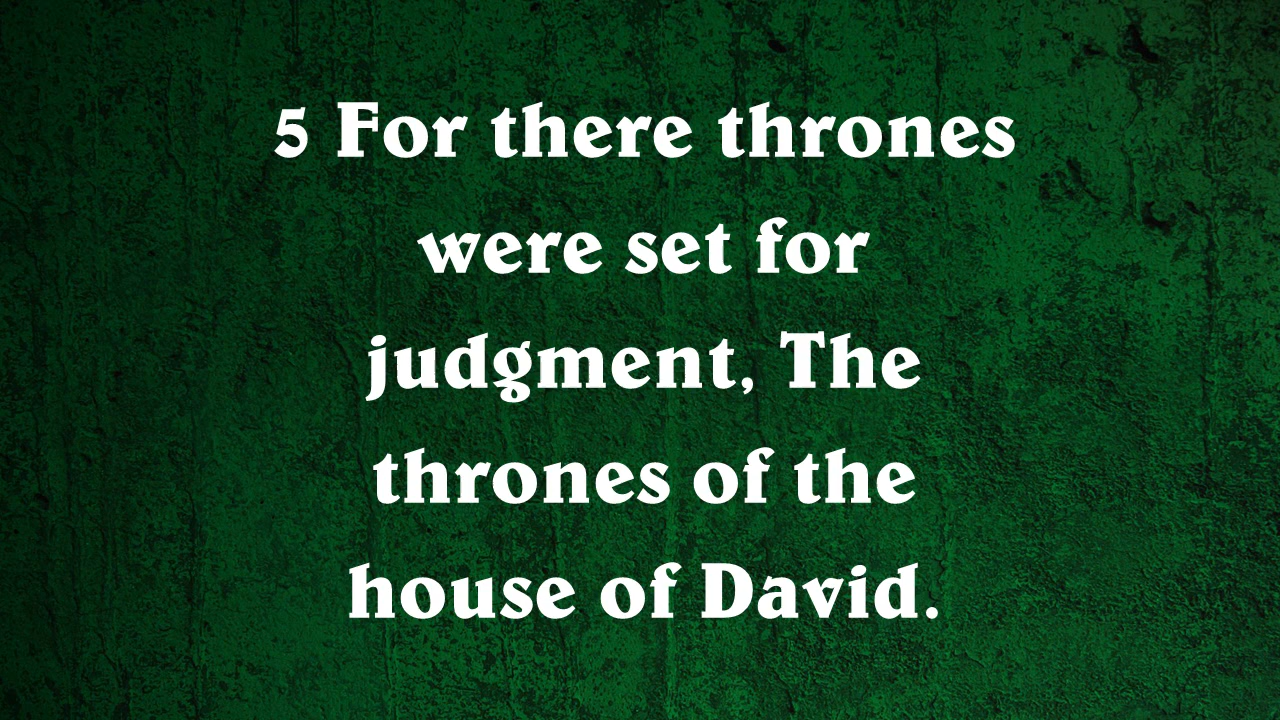 5 For there thrones
were set for
judgment, The
thrones of the
house of David.